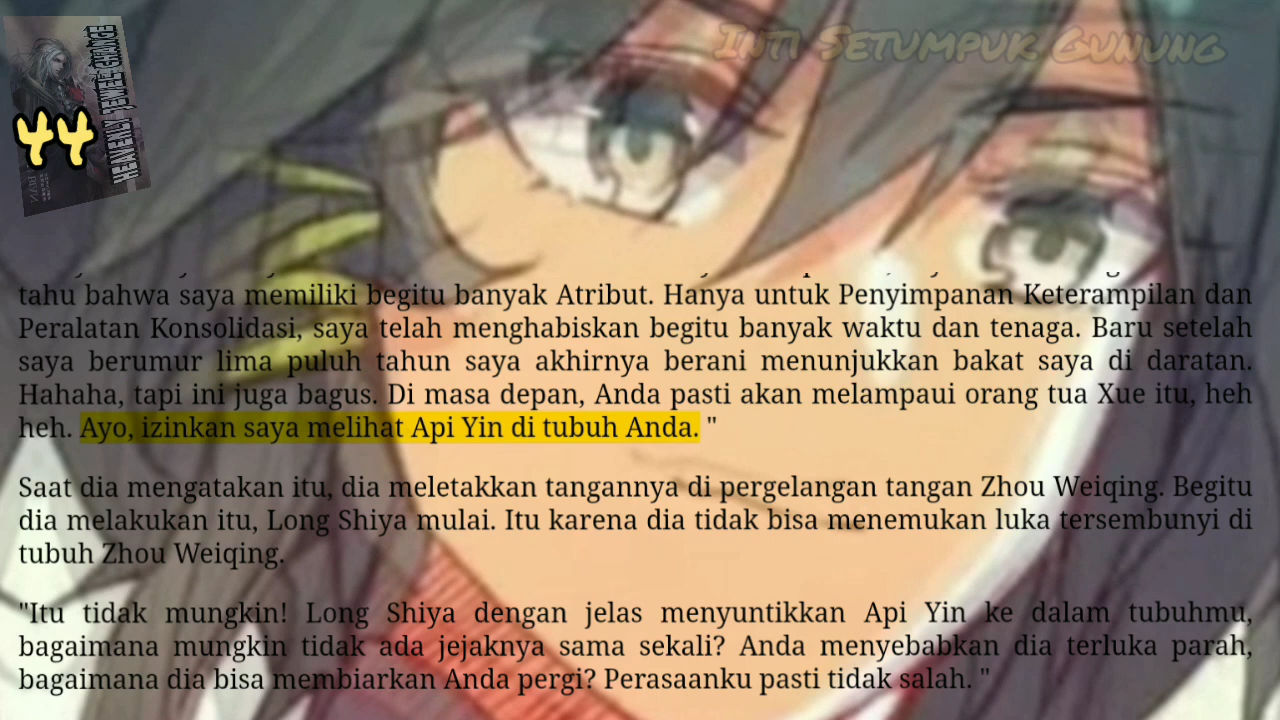 Inti Setumpuk Gunung
HEAVENLY JEWEL CHANGE
44
tahu bahwa saya memiliki begitu banyak Atribut. Hanya untuk Penyimpanan Keterampilan dan
Peralatan Konsolidasi, saya telah menghabiskan begitu banyak waktu dan tenaga. Baru setelah
saya berumur lima puluh tahun saya akhirnya berani menunjukkan bakat saya di daratan.
Hahaha, tapi ini juga bagus. Di masa depan, Anda pasti akan melampaui orang tua Xue itu, heh
heh. Ayo, izinkan saya melihat Api Yin di tubuh Anda. "
Saat dia mengatakan itu, dia meletakkan tangannya di pergelangan tangan Zhou Weiqing. Begitu
dia melakukan itu, Long Shiya mulai. Itu karena dia tidak bisa menemukan luka tersembunyi di
tubuh Zhou Weiqing.
"Itu tidak mungkin! Long Shiya dengan jelas menyuntikkan Api Yin ke dalam tubuhmu,
bagaimana mungkin tidak ada jejaknya sama sekali? Anda menyebabkan dia terluka parah,
bagaimana dia bisa membiarkan Anda pergi? Perasaanku pasti tidak salah. "